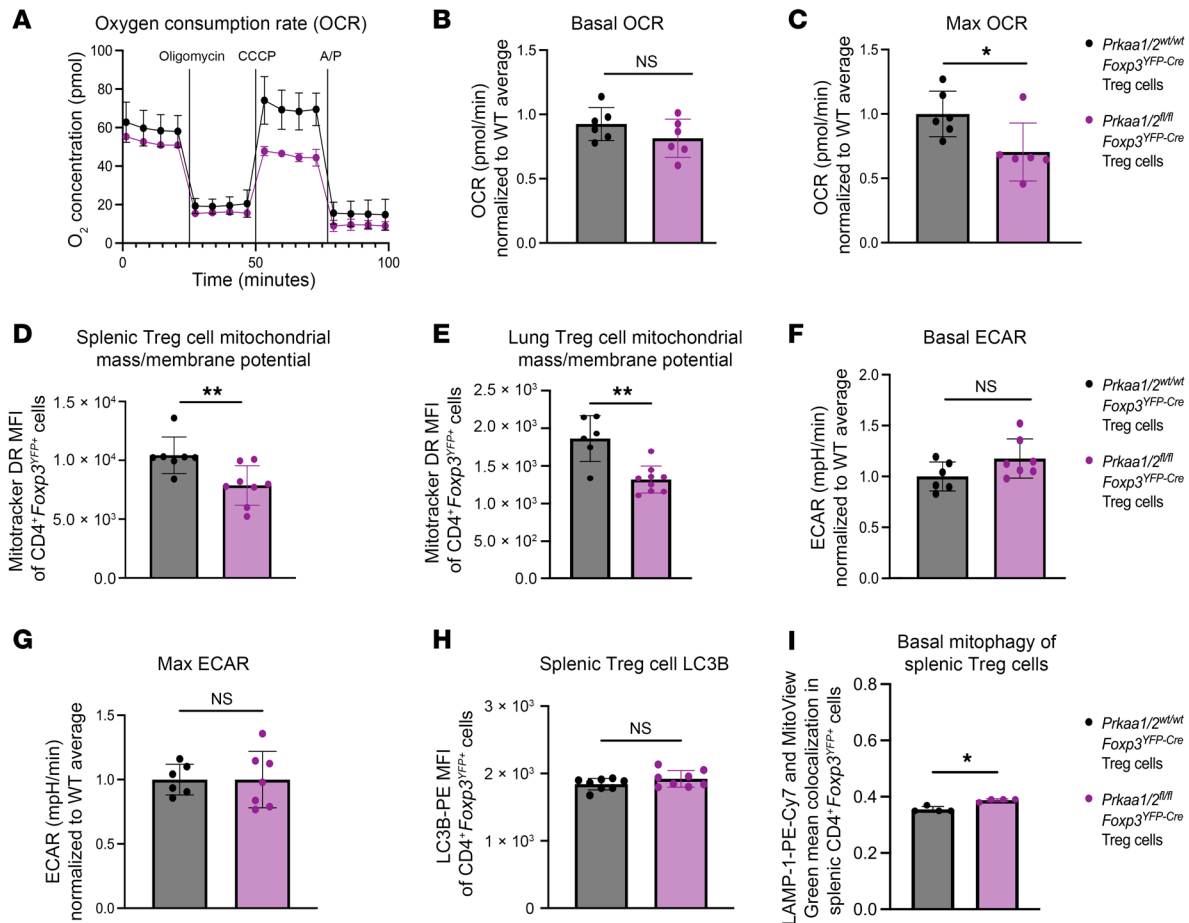 A
Oxygen consumption rate (OCR)
Oligomycin CCCP A/P
O2 concentration (pmol)
100
80
60
40
20
0
0 50 100
Time (minutes)
B
Basal OCR
NS
OCR (pmol/min)
normalized to WT average
1.5
1.0
0.5
0.0
C
Max OCR
*
OCR (pmol/min)
normalized to WT average
1.5
1.0
0.5
0.0
Prkaa1/2wt/wt
Foxp3YFP-Cre
Treg cells
Prkaa1/2fl/fl
Foxp3YFP-Cre
Treg cells
D
Splenic Treg cell mitochondrial
mass/membrane potential
**
Mitotracker DR MFI
of CD4+Foxp3YFP+ cells
1.5 × 10⁴
1.0 × 10⁴
5.0 × 10³
0.0
E
Lung Treg cell mitochondrial
mass/membrane potential
**
Mitotracker DR MFI
of CD4+Foxp3YFP+ cells
2.5 × 10³
2.0 × 10³
1.5 × 10³
1.0 × 10³
5.0 × 10²
0.0
F
Basal ECAR
NS
ECAR (mpH/min)
normalized to WT average
2.0
1.5
1.0
0.5
0.0
Prkaa1/2wt/wt
Foxp3YFP-Cre
Treg cells
Prkaa1/2fl/fl
Foxp3YFP-Cre
Treg cells
G
Max ECAR
NS
ECAR (mpH/min)
normalized to WT average
1.5
1.0
0.5
0.0
H
Splenic Treg cell LC3B
NS
LC3B-PE MFI
of CD4+Foxp3YFP+ cells
3 × 10³
2 × 10³
1 × 10³
0
I
Basal mitophagy of
splenic Treg cells
*
LAMP-1-PE-Cy7 and MitoView
Green mean colocalization in
splenic CD4+Foxp3YFP+ cells
0.8
0.6
0.4
0.2
0.0
Prkaa1/2wt/wt
Foxp3YFP-Cre
Treg cells
Prkaa1/2fl/fl
Foxp3YFP-Cre
Treg cells